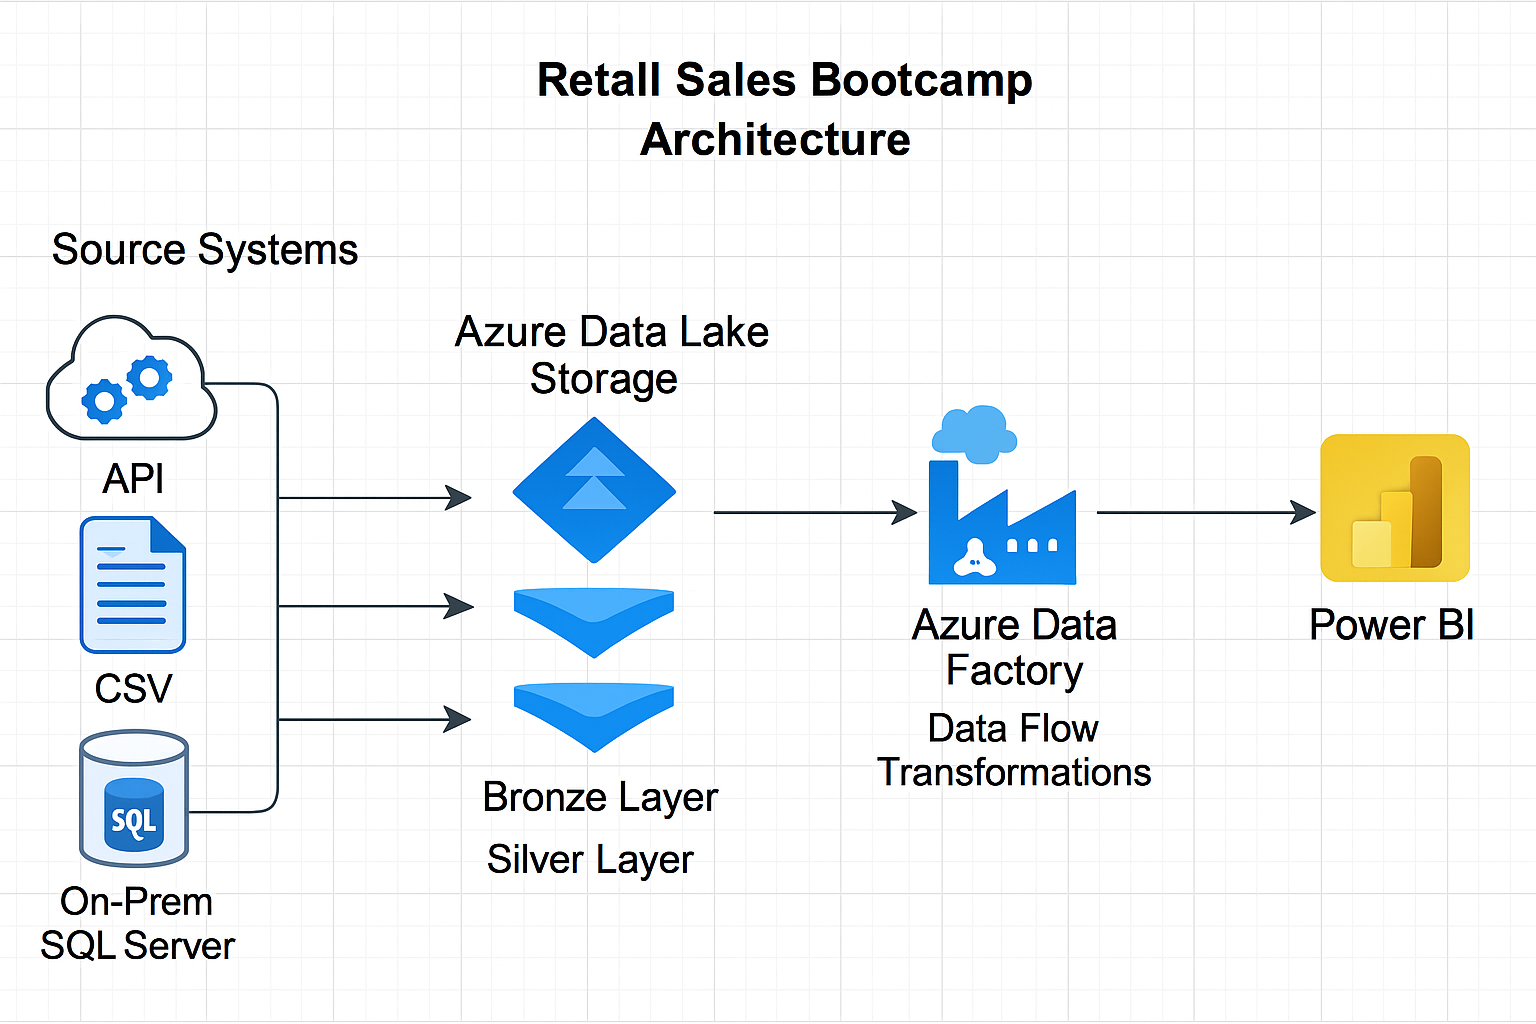 Retall Sales Bootcamp
Architecture
Source Systems
API
CSV
SQL
On-Prem
SQL Server
Azure Data Lake
Storage
Bronze Layer
Silver Layer
Azure Data
Factory
Data Flow
Transformations
Power BI